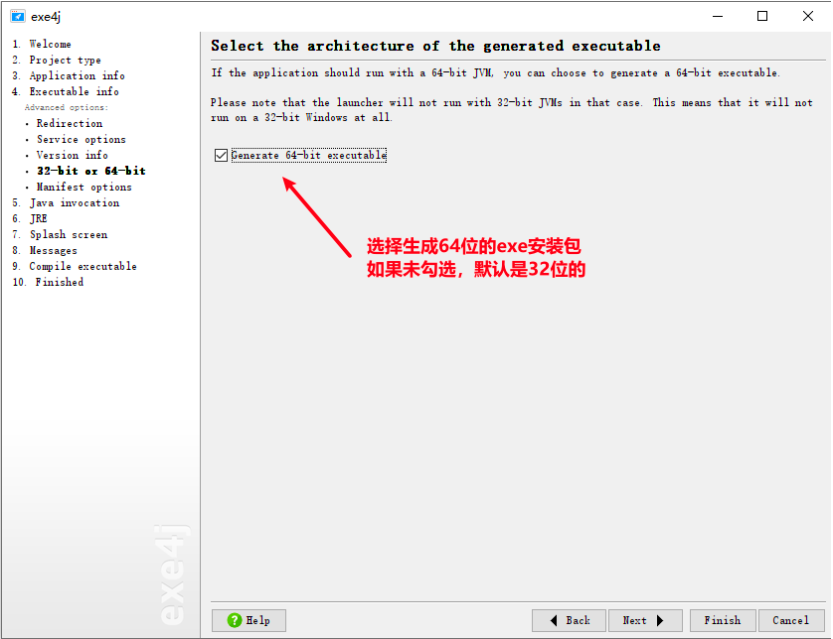 exe4j
1. Welcome
2. Project type
3. Application info
4. Executable info
Advanced options:
• Redirection
• Service options
• Version info
• 32-bit or 64-bit
• Manifest options
5. Java invocation
6. JRE
7. Splash screen
8. Messages
9. Compile executable
10. Finished
exe4j
Select the architecture of the generated executable
If the application should run with a 64-bit JVM, you can choose to generate a 64-bit executable.
Please note that the launcher will not run with 32-bit JVMs in that case. This means that it will not
run on a 32-bit Windows at all.
Generate 64-bit executable
选择生成64位的exe安装包
如果未勾选，默认是32位的
Help
Back
Next
Finish
Cancel